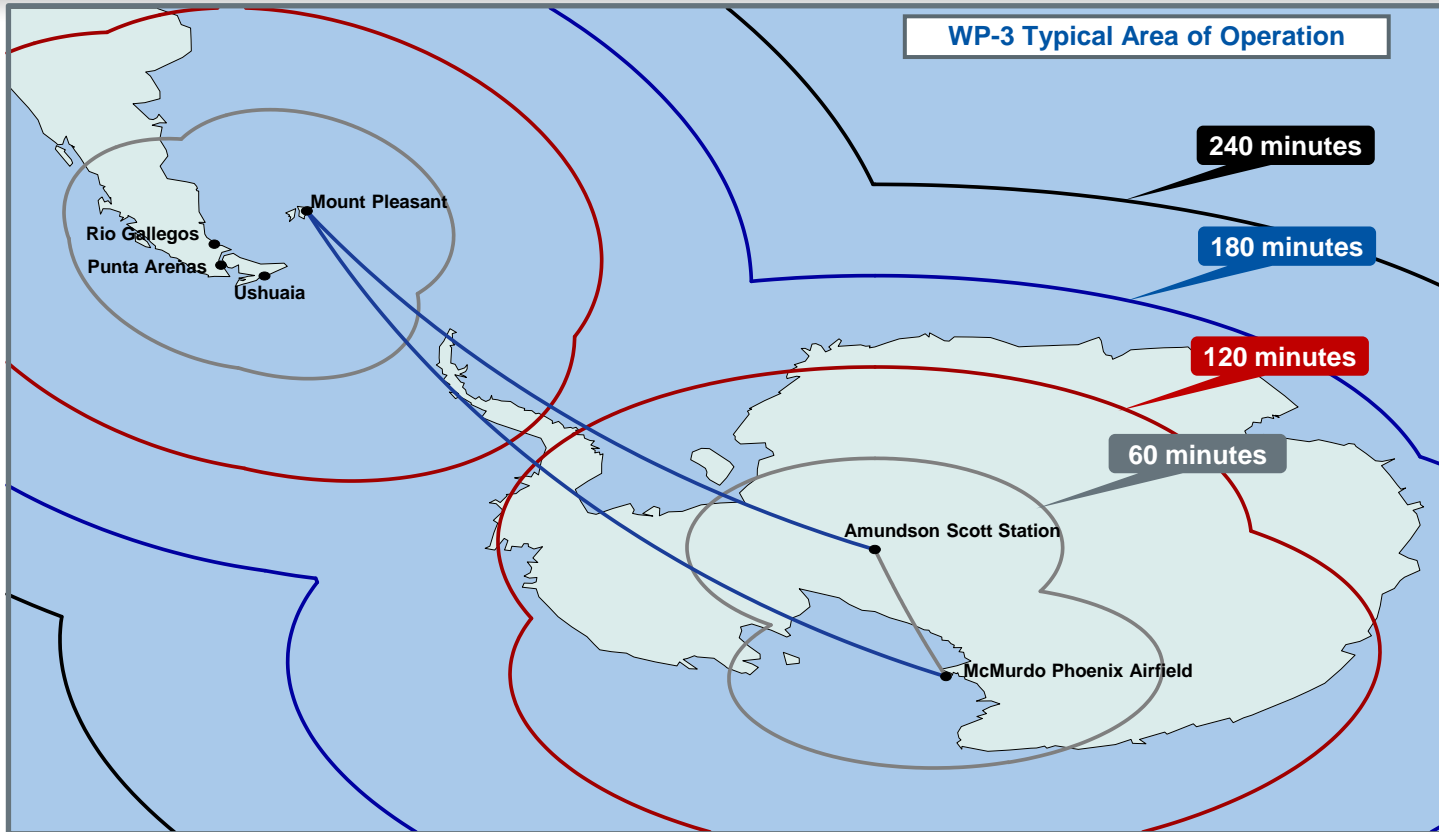 WP-3 Typical Area of Operation
240 minutes
Mount Pleasant
Rio Gallegos
180 minutes
Punta Arenas
Ushuaia
120 minutes
60 minutes
Amundson Scott Station
McMurdo Phoenix Airfield